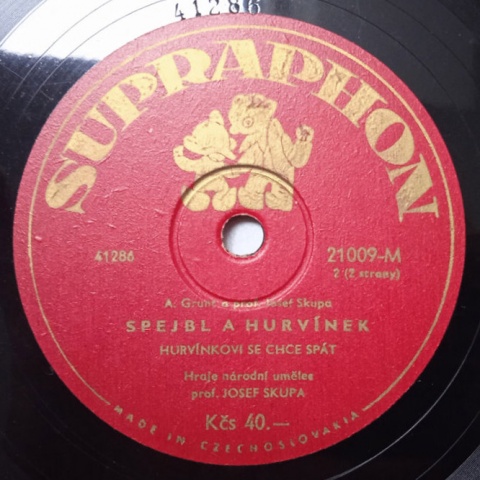 41286
SUPRAPHON
41286
21009-M
2 (2 strany)
A. Grunt a prof. Josef Skupa
SPEJBL A HURVÍNEK
HURVÍNKOVI SE CHCE SPÁT
Hraje národní umělec
prof. JOSEF SKUPA
Kčs 40.—
MADE IN CZECHOSLOVAKIA